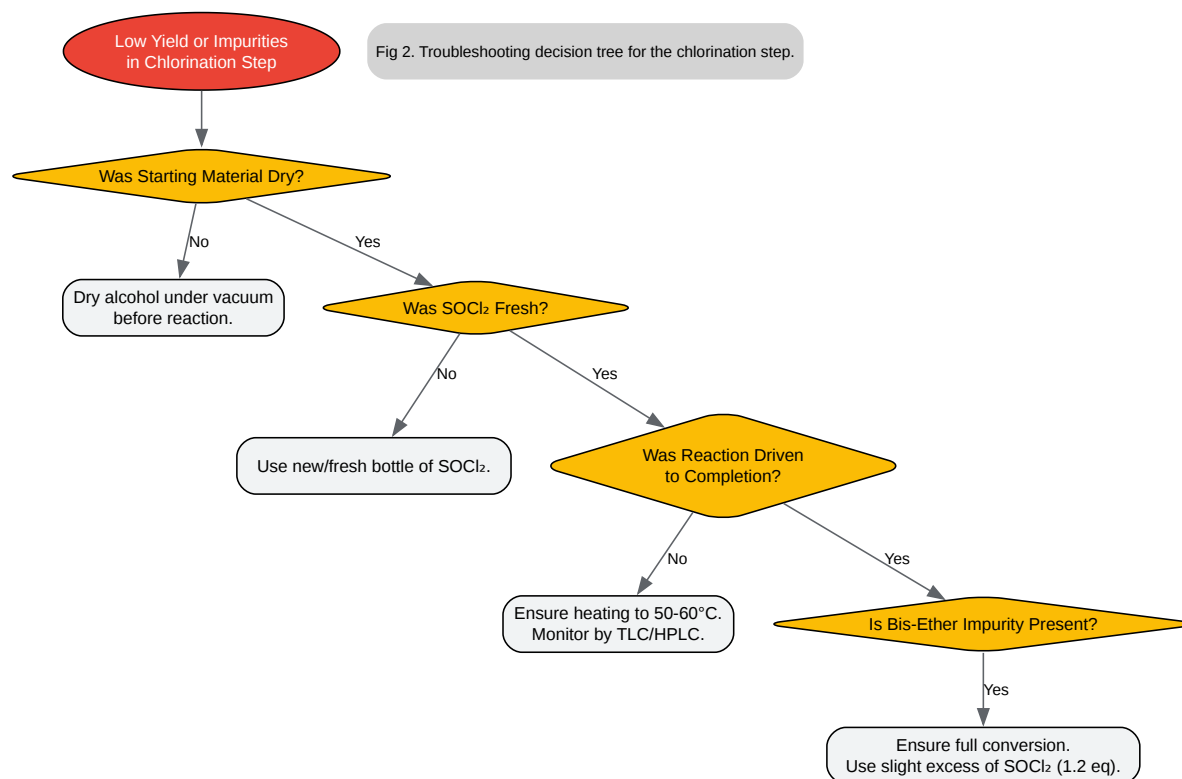 Low Yield or Impurities
in Chlorination Step
Fig 2. Troubleshooting decision tree for the chlorination step.
Was Starting Material Dry?
No
Yes
Dry alcohol under vacuum
before reaction.
Was SOCl₂ Fresh?
No
Yes
Use new/fresh bottle of SOCl₂.
Was Reaction Driven
to Completion?
No
Yes
Ensure heating to 50-60°C.
Monitor by TLC/HPLC.
Is Bis-Ether Impurity Present?
Yes
Ensure full conversion.
Use slight excess of SOCl₂ (1.2 eq).